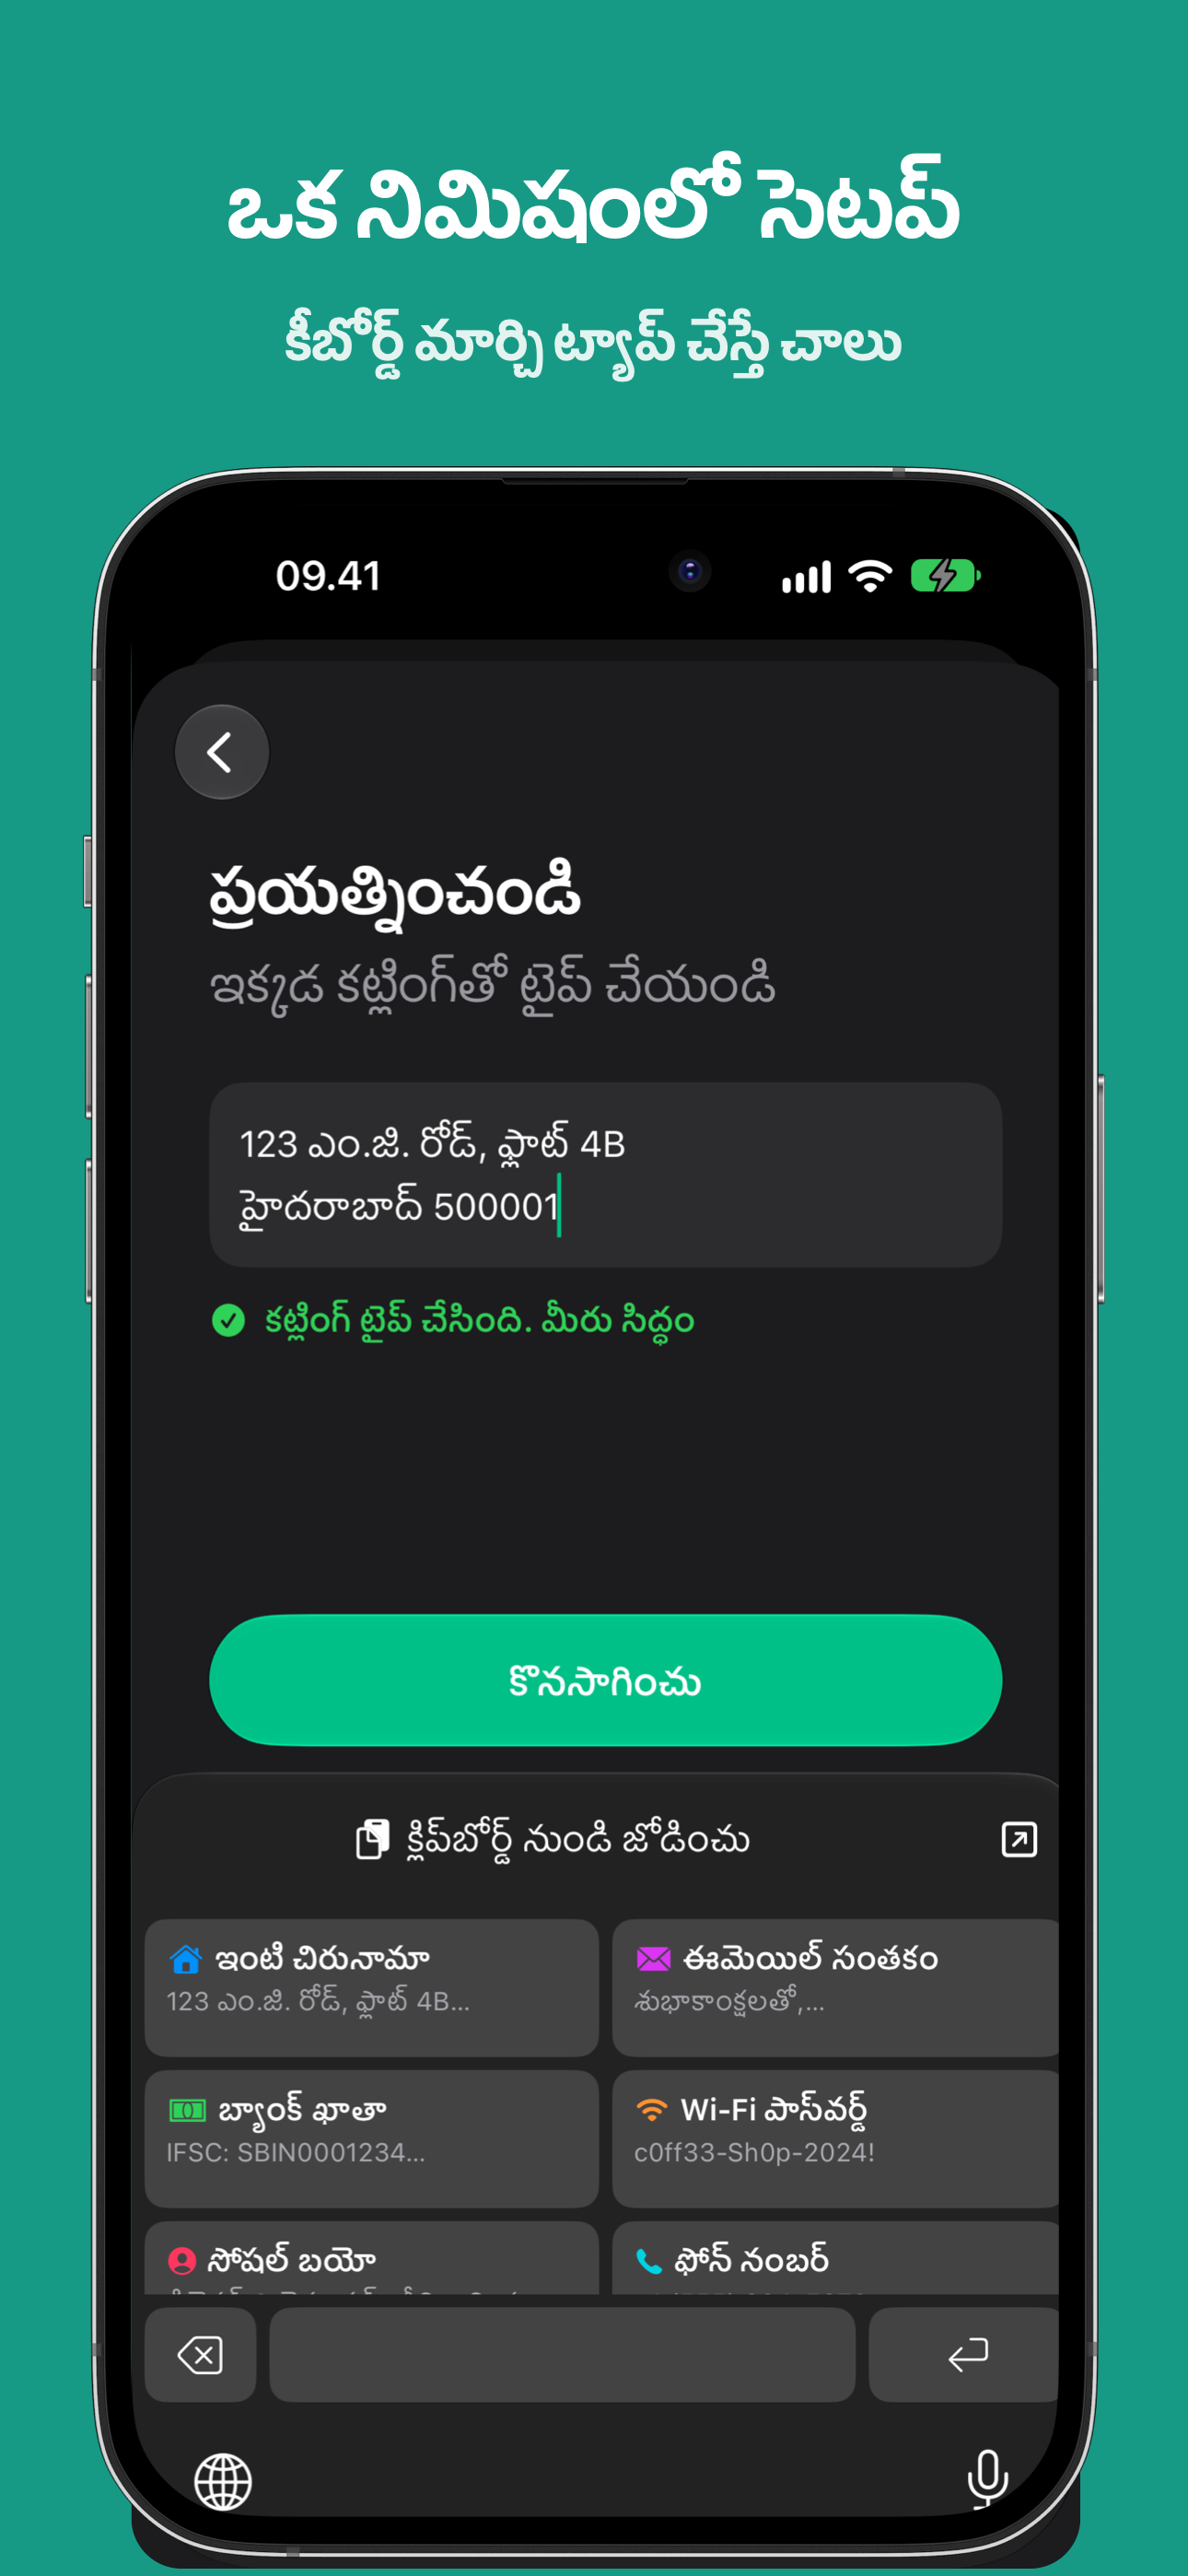 ఒక నిమిషంలో సెటప్
కీబోర్డ్ మార్చి ట్యాప్ చేస్తే చాలు
09.41
ప్రయత్నించండి
ఇక్కడ కట్లింగ్‌తో టైప్ చేయండి
123 ఎం.జి. రోడ్, ఫ్లాట్ 4B
హైదరాబాద్ 500001
కట్లింగ్ టైప్ చేసింది. మీరు సిద్ధం
కొనసాగించు
క్లిప్‌బోర్డ్ నుండి జోడించు
ఇంటి చిరునామా
123 ఎం.జి. రోడ్, ఫ్లాట్ 4B...
ఈమెయిల్ సంతకం
శుభాకాంక్షలతో,...
బ్యాంక్ ఖాతా
IFSC: SBIN0001234...
Wi-Fi పాస్‌వర్డ్
c0ff33-Sh0p-2024!
సోషల్ బయో
ఫోన్ నంబర్